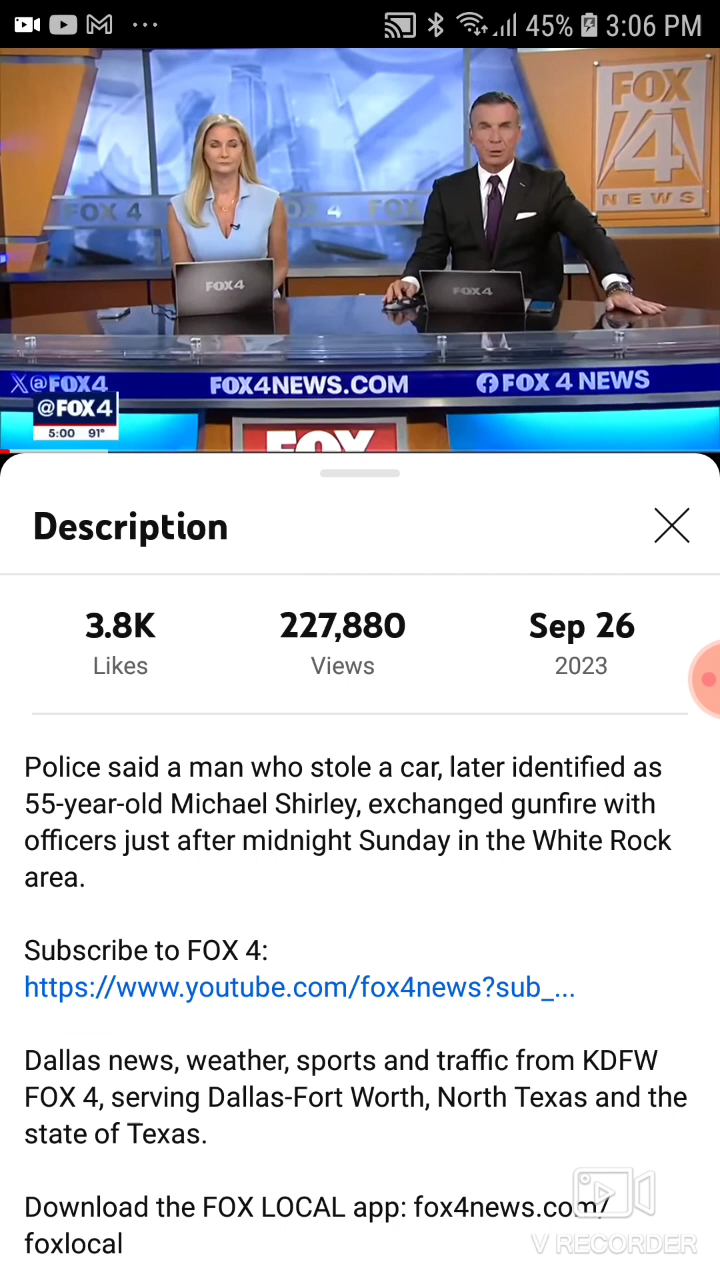 45% 3:06 PM
FOX
4
NEWS
FOX 4
FOX4
FOX4
X@FOX4
FOX4NEWS.COM
FOX 4 NEWS
@FOX4
5:00 91°
FOX
Description
3.8K
227,880
Sep 26
Likes
Views
2023
Police said a man who stole a car, later identified as
55-year-old Michael Shirley, exchanged gunfire with
officers just after midnight Sunday in the White Rock
area.
Subscribe to FOX 4:
https://www.youtube.com/fox4news?sub_...
Dallas news, weather, sports and traffic from KDFW
FOX 4, serving Dallas-Fort Worth, North Texas and the
state of Texas.
Download the FOX LOCAL app: fox4news.com/
foxlocal
V RECORDER